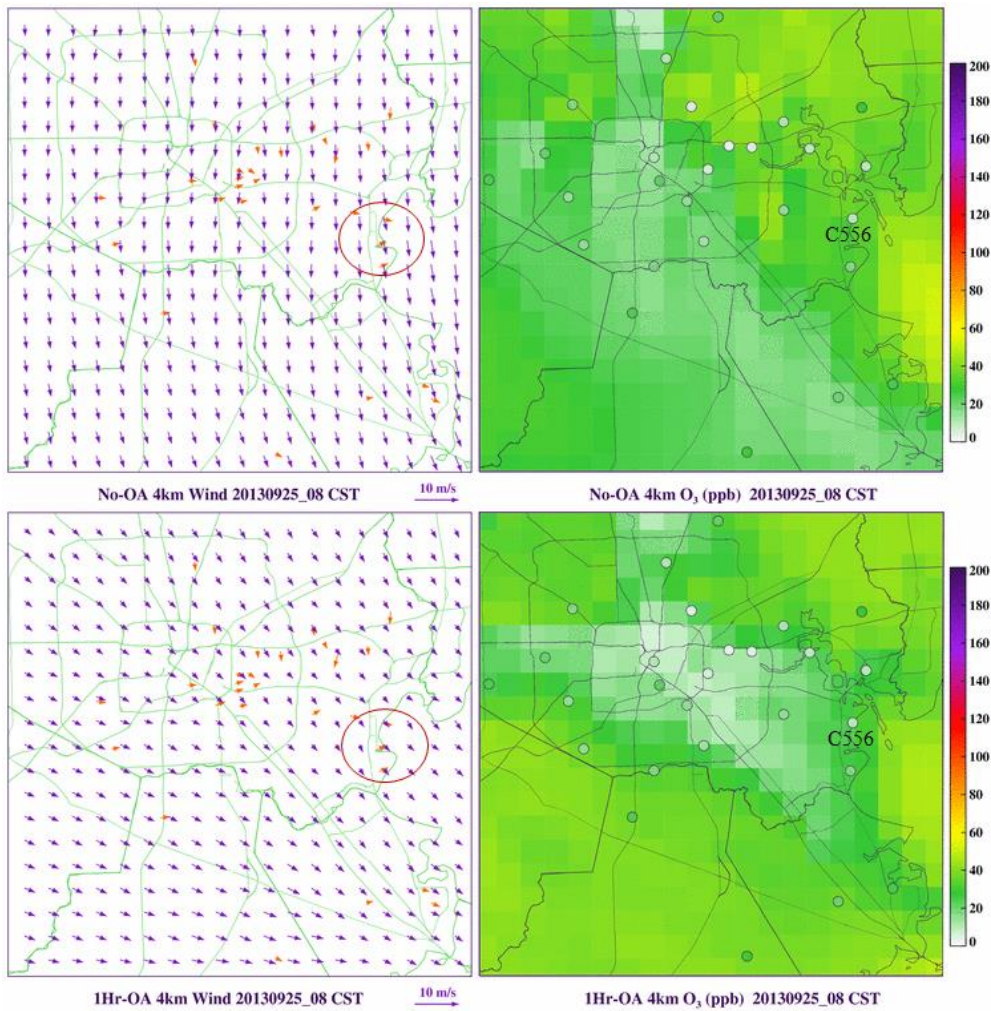 200
180
160
140
120
100
80
60
40
20
0
C556
No-OA 4km Wind 20130925_08 CST
10 m/s
No-OA 4km O₃ (ppb) 20130925_08 CST
200
180
160
140
120
100
80
60
40
20
0
C556
1Hr-OA 4km Wind 20130925_08 CST
10 m/s
1Hr-OA 4km O₃ (ppb) 20130925_08 CST